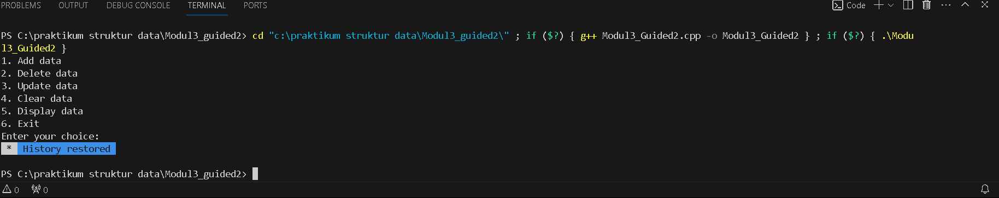 PROBLEMS OUTPUT DEBUG CONSOLE TERMINAL PORTS Code
PS C:\praktikum struktur data\Modul3_guided2> cd "c:\praktikum struktur data\Modul3_guided2\" ; if ($?) { g++ Modul3_Guided2.cpp -o Modul3_Guided2 } ; if ($?) { .\Modu
l3_Guided2 }
1. Add data
2. Delete data
3. Update data
4. Clear data
5. Display data
6. Exit
Enter your choice:
* History restored
PS C:\praktikum struktur data\Modul3_guided2>
0 0